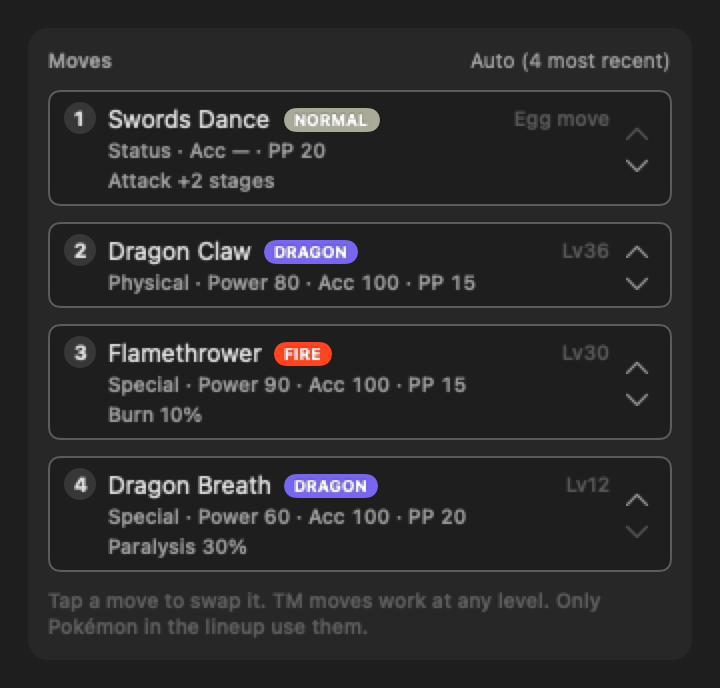 Moves
Auto (4 most recent)
1 Swords Dance NORMAL Egg move
Status · Acc — · PP 20
Attack +2 stages
2 Dragon Claw DRAGON Lv36
Physical · Power 80 · Acc 100 · PP 15
3 Flamethrower FIRE Lv30
Special · Power 90 · Acc 100 · PP 15
Burn 10%
4 Dragon Breath DRAGON Lv12
Special · Power 60 · Acc 100 · PP 20
Paralysis 30%
Tap a move to swap it. TM moves work at any level. Only
Pokémon in the lineup use them.